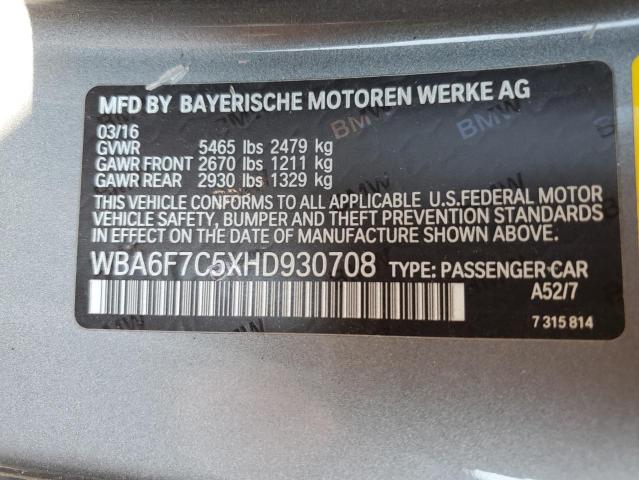 MFD BY BAYERISCHE MOTOREN WERKE AG
03/16
GVWR 5465 lbs 2479 kg
GAWR FRONT 2670 lbs 1211 kg
GAWR REAR 2930 lbs 1329 kg
THIS VEHICLE CONFORMS TO ALL APPLICABLE U.S.FEDERAL MOTOR
VEHICLE SAFETY, BUMPER AND THEFT PREVENTION STANDARDS
IN EFFECT ON THE DATE OF MANUFACTURE SHOWN ABOVE.
WBA6F7C5XHD930708 TYPE: PASSENGER CAR
A52/7
7 315 814